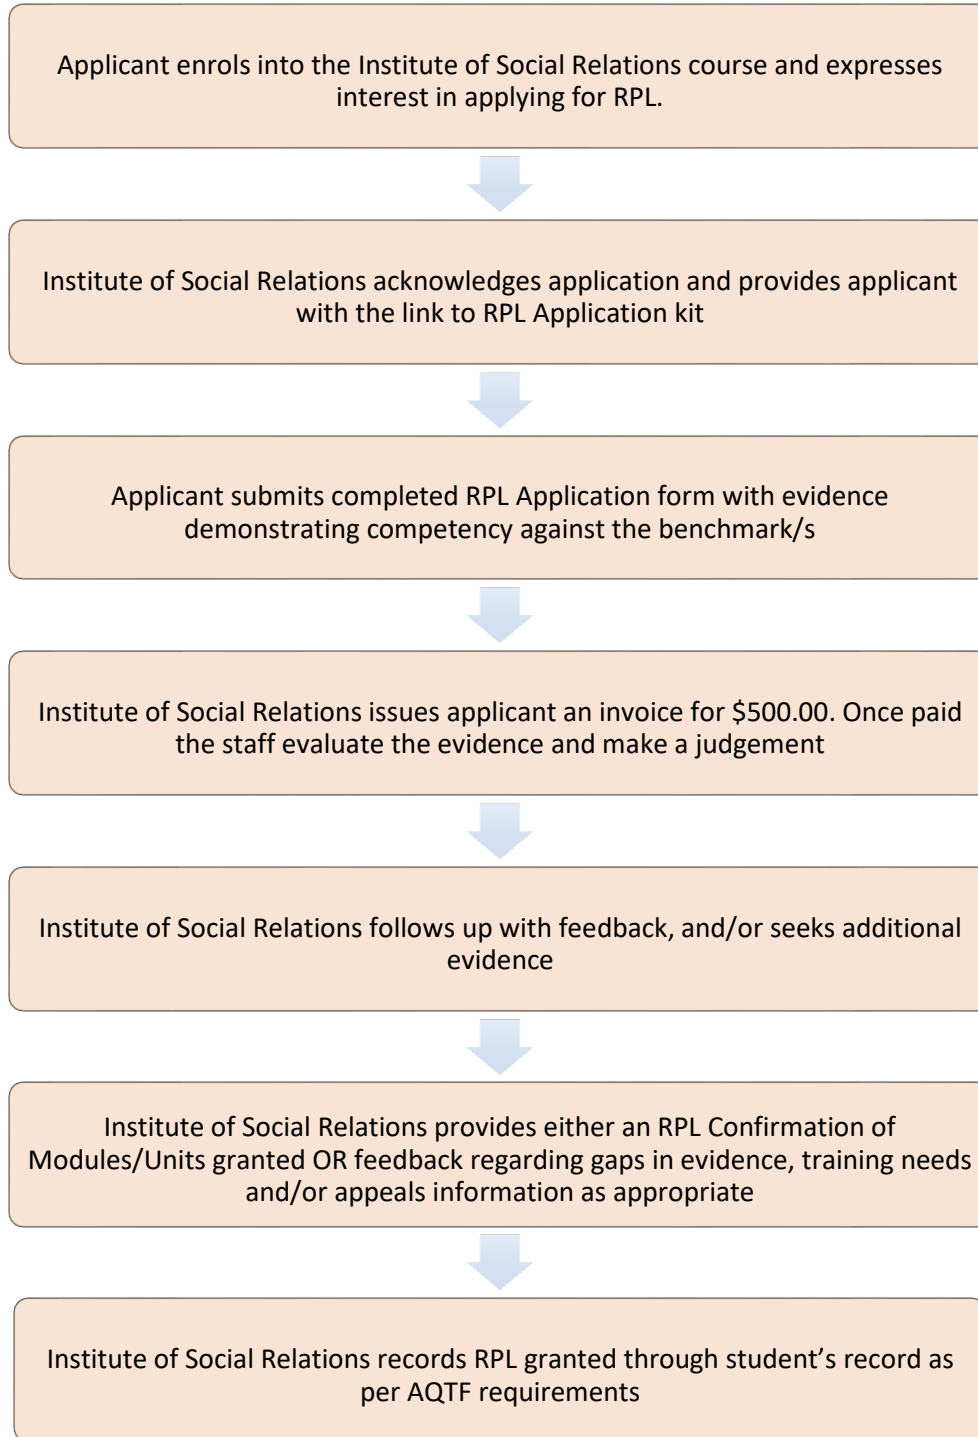 Applicant enrols into the Institute of Social Relations course and expresses
interest in applying for RPL.
Institute of Social Relations acknowledges application and provides applicant
with the link to RPL Application kit
Applicant submits completed RPL Application form with evidence
demonstrating competency against the benchmark/s
Institute of Social Relations issues applicant an invoice for $500.00. Once paid
the staff evaluate the evidence and make a judgement
Institute of Social Relations follows up with feedback, and/or seeks additional
evidence
Institute of Social Relations provides either an RPL Confirmation of
Modules/Units granted OR feedback regarding gaps in evidence, training needs
and/or appeals information as appropriate
Institute of Social Relations records RPL granted through student’s record as
per AQTF requirements